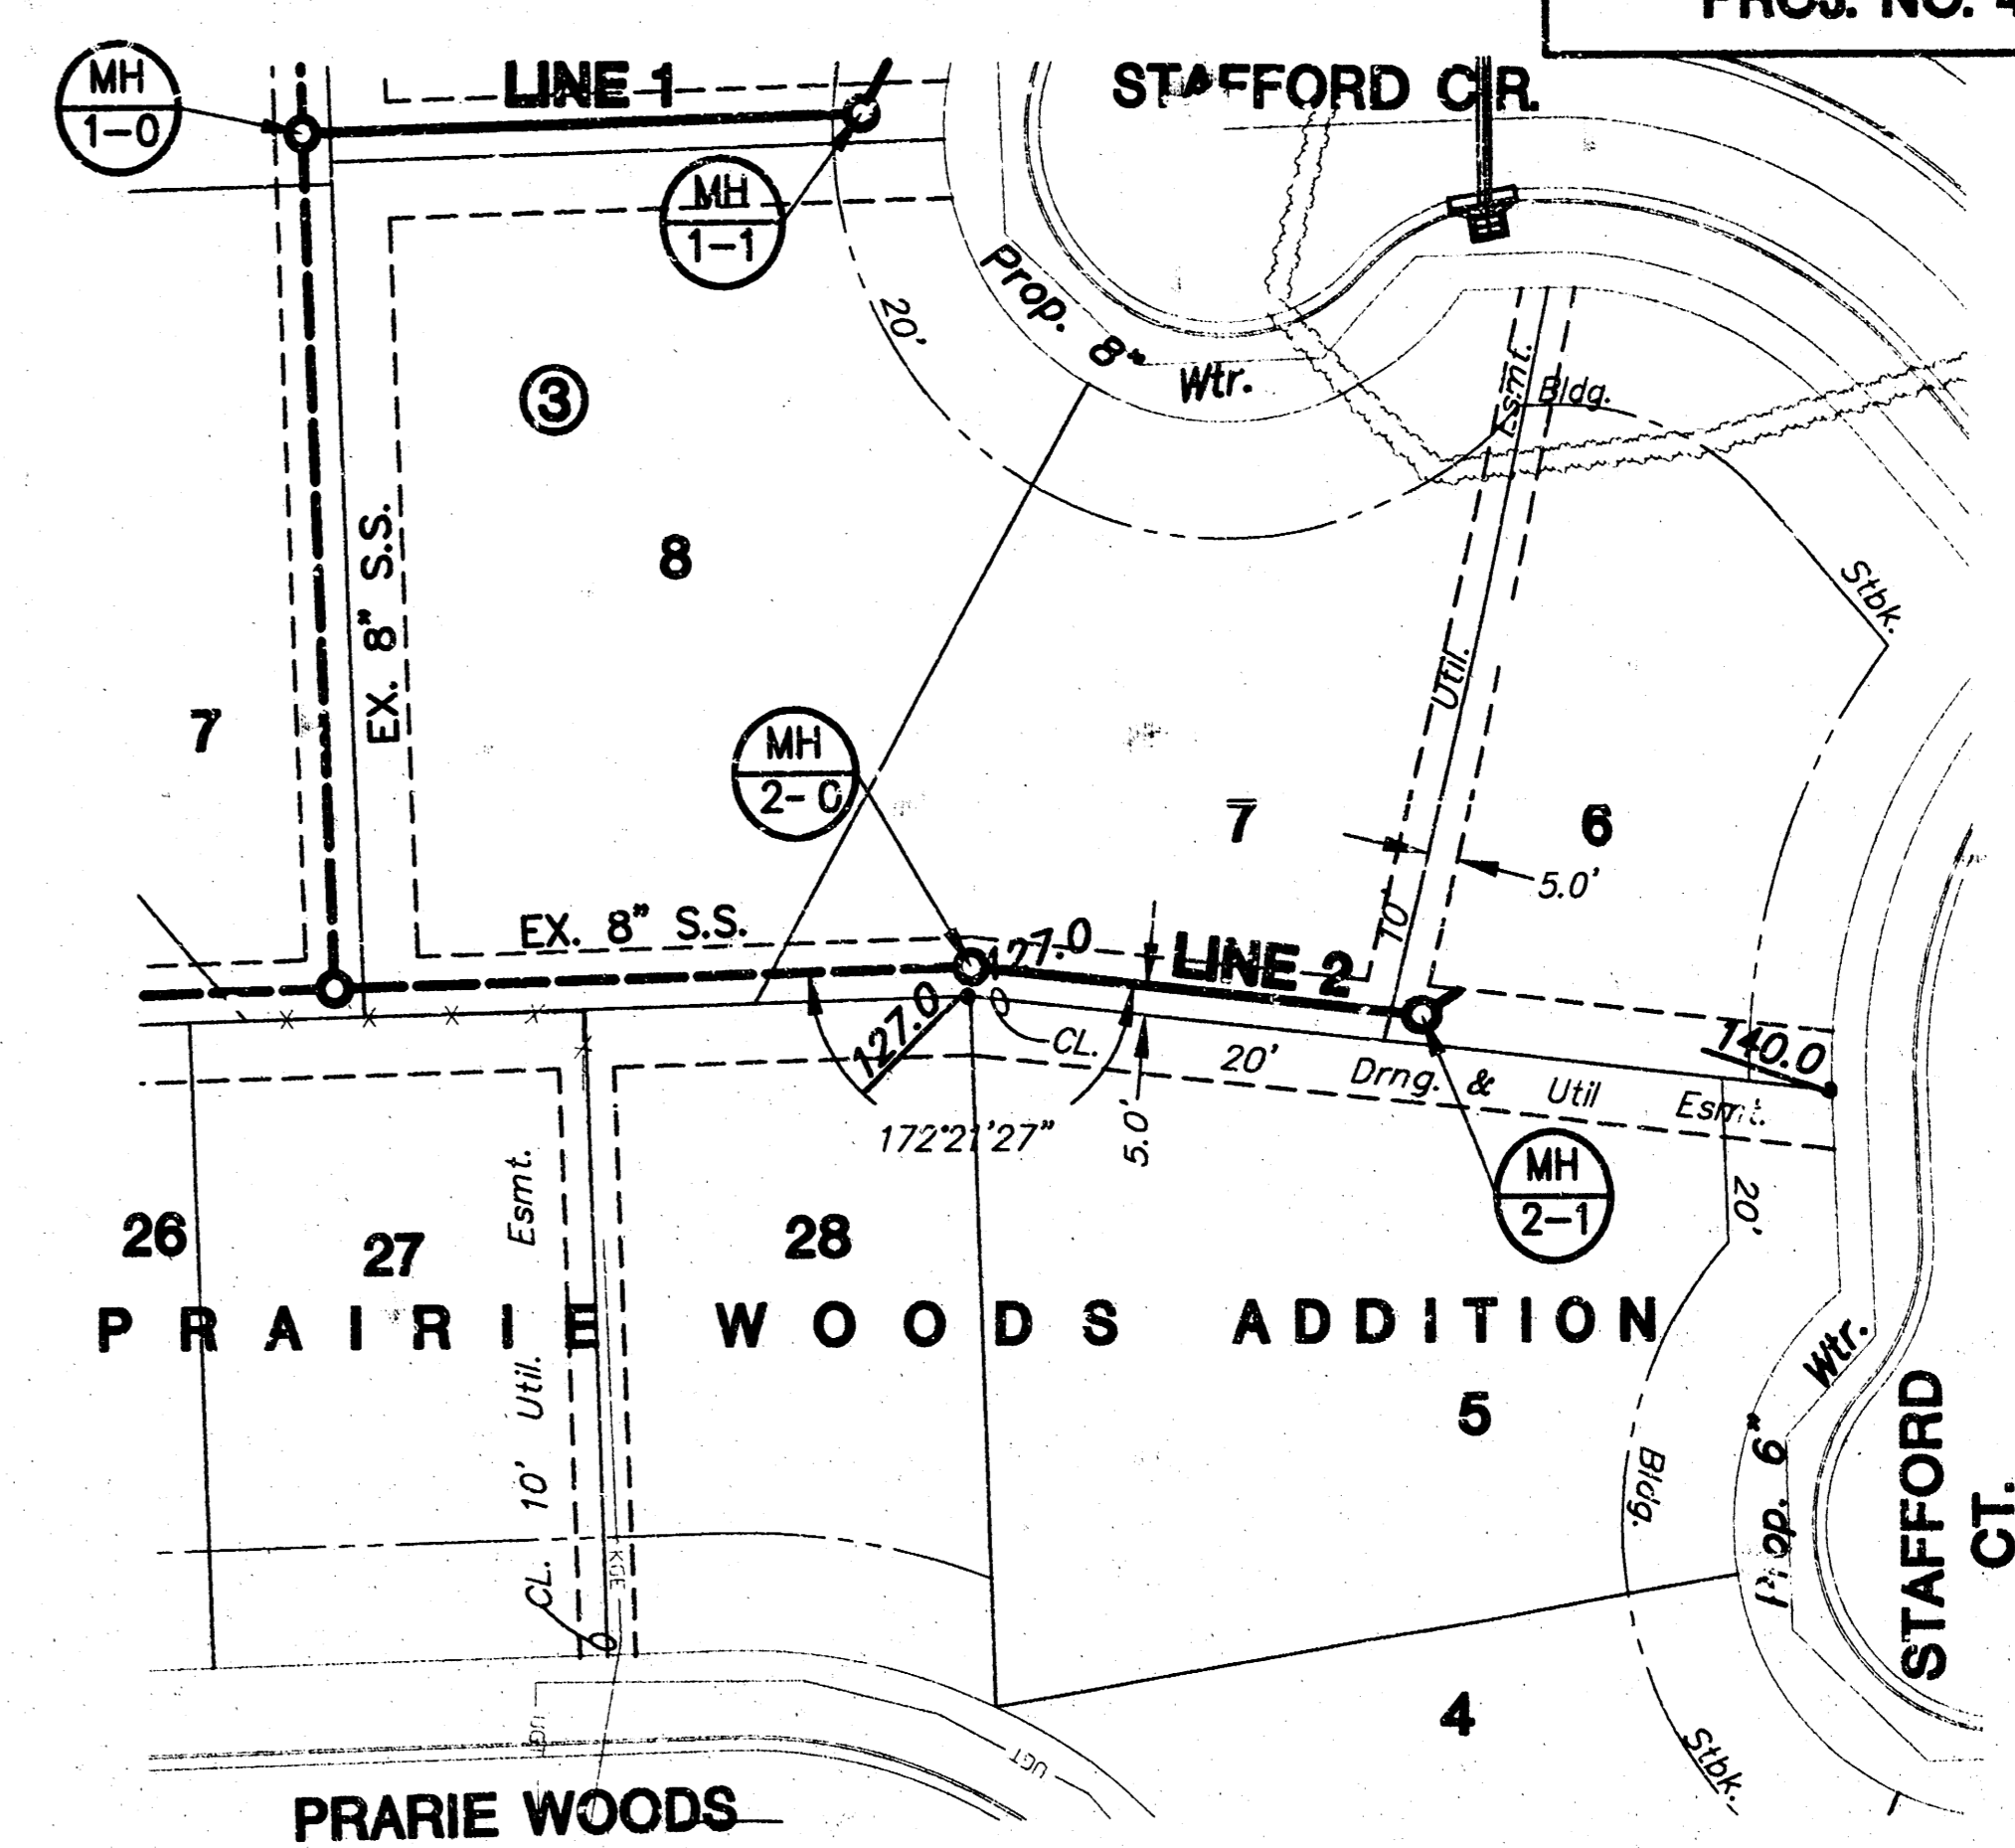 PROJ. NO. 4
MH
1-0
LINE 1
STAFFORD CIR.
MH
1-1
20'
Prop. 8" Wtr.
3
Esmt.
Bldg.
EX. 8" S.S.
8
Stbk.
Util.
7
MH
2-0
7
6
5.0'
10'
EX. 8" S.S.
127.0
LINE 2
127.0
CL.
20' Drng. & Util Esmt.
140.0
172°21'27"
5.0'
MH
2-1
20'
26
27
28
10' Util. Esmt.
PRAIRIE WOODS ADDITION
Wtr.
5
Bldg.
Prop. 6"
STAFFORD
CT.
CL.
KGE
4
Stbk.
UGT
UGT
PRARIE WOODS